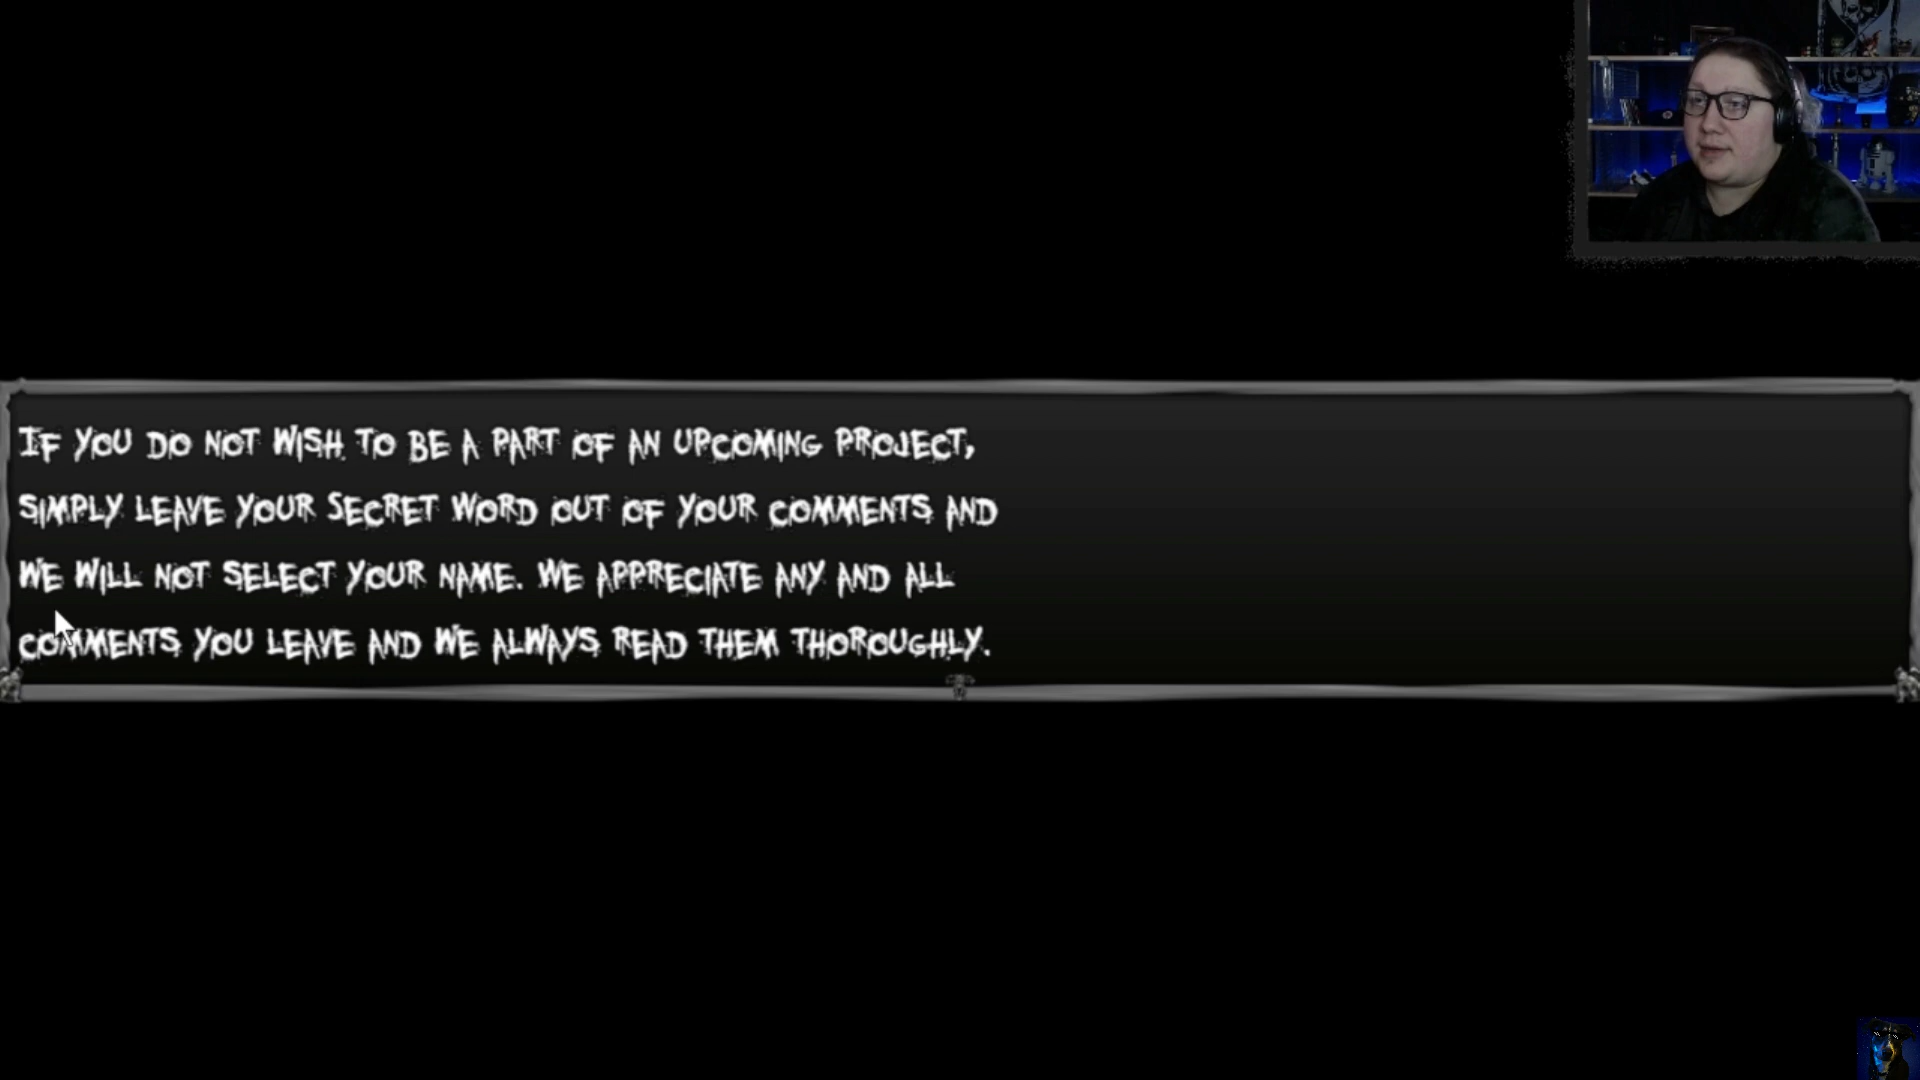 If you do not wish to be a part of an upcoming project,
simply leave your secret word out of your comments and
we will not select your name. We appreciate any and all
comments you leave and we always read them thoroughly.